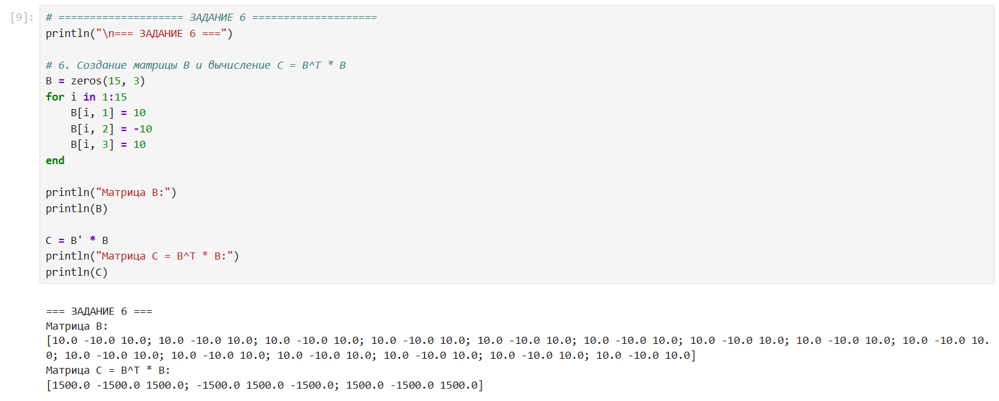 [9]:
# ==================== ЗАДАНИЕ 6 ====================
println("\n=== ЗАДАНИЕ 6 ===")
# 6. Создание матрицы B и вычисление C = B^T * B
B = zeros(15, 3)
for i in 1:15
    B[i, 1] = 10
    B[i, 2] = -10
    B[i, 3] = 10
end
println("Матрица B:")
println(B)
C = B' * B
println("Матрица C = B^T * B:")
println(C)
=== ЗАДАНИЕ 6 ===
Матрица B:
[10.0 -10.0 10.0; 10.0 -10.0 10.0; 10.0 -10.0 10.0; 10.0 -10.0 10.0; 10.0 -10.0 10.0; 10.0 -10.0 10.0; 10.0 -10.0 10.0; 10.0 -10.0 10.0; 10.0 -10.0 10.
0; 10.0 -10.0 10.0; 10.0 -10.0 10.0; 10.0 -10.0 10.0; 10.0 -10.0 10.0; 10.0 -10.0 10.0; 10.0 -10.0 10.0]
Матрица C = B^T * B:
[1500.0 -1500.0 1500.0; -1500.0 1500.0 -1500.0; 1500.0 -1500.0 1500.0]